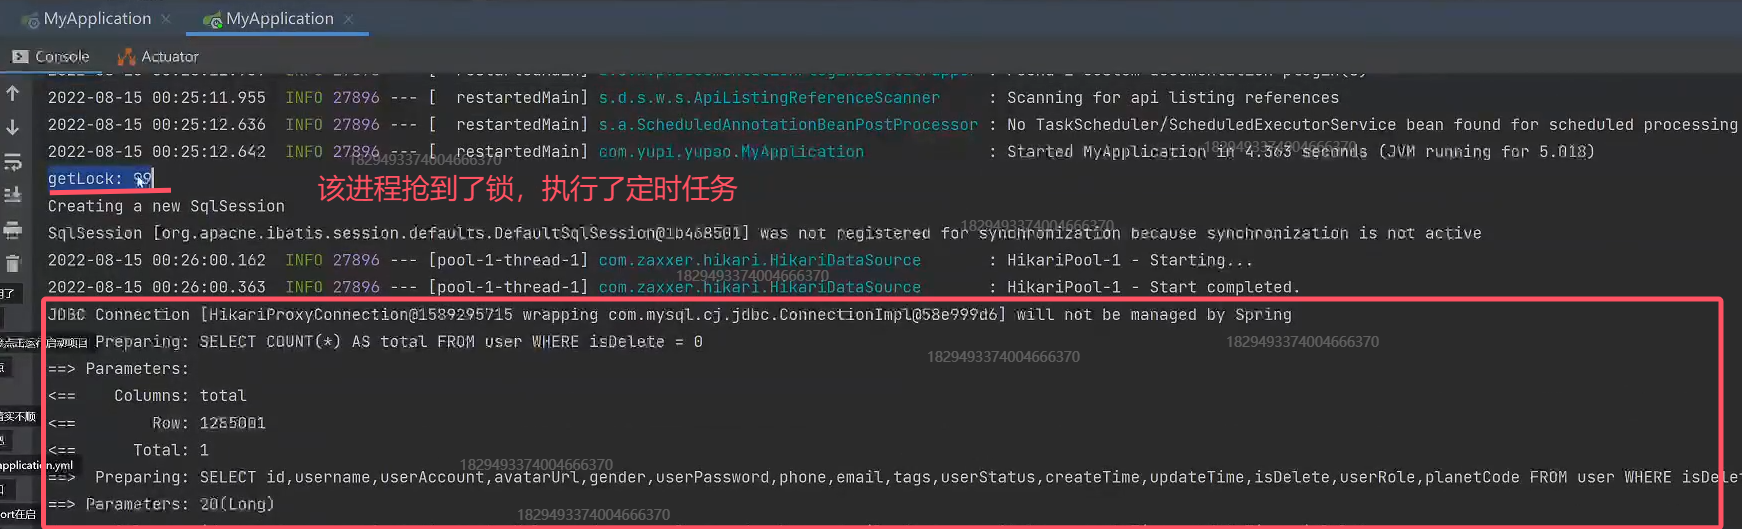 MyApplication × MyApplication ×
Console Actuator
2022-08-15 00:25:11.955 INFO 27896 --- [ restartedMain] s.d.s.w.s.ApiListingReferenceScanner : Scanning for api listing references
2022-08-15 00:25:12.636 INFO 27896 --- [ restartedMain] s.a.ScheduledAnnotationBeanPostProcessor : No TaskScheduler/ScheduledExecutorService bean found for scheduled processing
2022-08-15 00:25:12.642 INFO 27896 --- [ restartedMain] com.yupi.yupao.MyApplication : Started MyApplication in 4.363 seconds (JVM running for 5.018)
1829493374004666370
1829493374004666370
getLock: 99
该进程抢到了锁，执行了定时任务
Creating a new SqlSession
1829493374004666370
SqlSession [org.apache.ibatis.session.defaults.DefaultSqlSession@1b468501] was not registered for synchronization because synchronization is not active
2022-08-15 00:26:00.162 INFO 27896 --- [pool-1-thread-1] com.zaxxer.hikari.HikariDataSource : HikariPool-1 - Starting...
1829493374004666370
2022-08-15 00:26:00.363 INFO 27896 --- [pool-1-thread-1] com.zaxxer.hikari.HikariDataSource : HikariPool-1 - Start completed.
JDBC Connection [HikariProxyConnection@1589295715 wrapping com.mysql.cj.jdbc.ConnectionImpl@58e999d6] will not be managed by Spring
Preparing: SELECT COUNT(*) AS total FROM user WHERE isDelete = 0
1829493374004666370
1829493374004666370
==> Parameters:
<== Columns: total
<== Row: 1285001
<== Total: 1
1829493374004666370
application.yml
==> Preparing: SELECT id,username,userAccount,avatarUrl,gender,userPassword,phone,email,tags,userStatus,createTime,updateTime,isDelete,userRole,planetCode FROM user WHERE isDelet
==> Parameters: 20(Long)
1829493374004666370